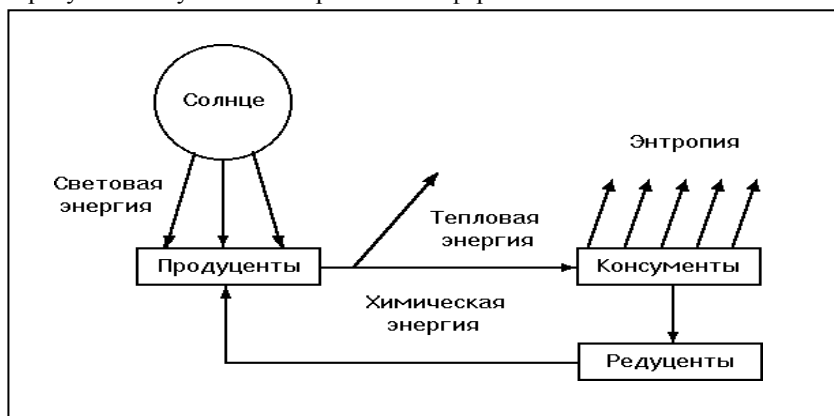 Солнце
Энтропия
Световая
энергия
Тепловая
энергия
Продуценты
Консументы
Химическая
энергия
Редуценты